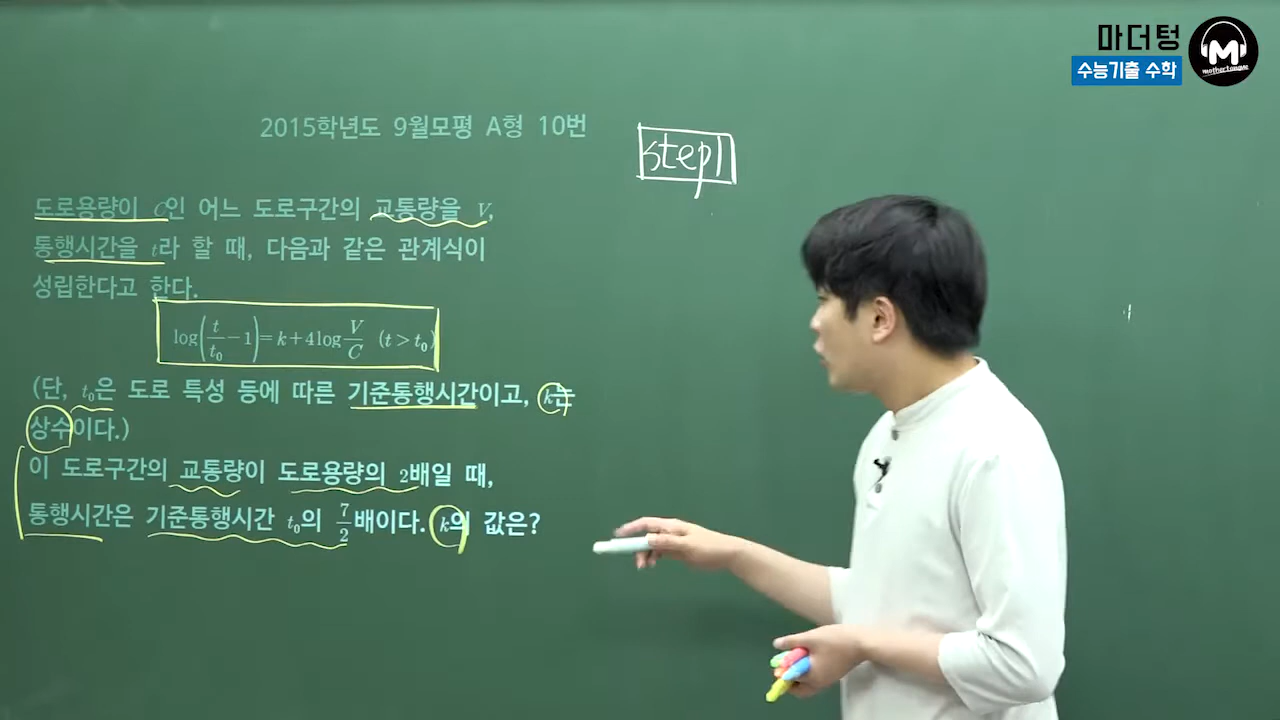 마더텅
수능기출 수학
M
mothertongue
2015학년도 9월모평 A형 10번
step1
도로용량이 C인 어느 도로구간의 교통량을 V,
통행시간을 t라 할 때, 다음과 같은 관계식이
성립한다고 한다.
log(t/t₀−1)=k+4log V/C (t>t₀)
(단, t₀은 도로 특성 등에 따른 기준통행시간이고, k는
상수이다.)
이 도로구간의 교통량이 도로용량의 2배일 때,
통행시간은 기준통행시간 t₀의 7/2배이다. k의 값은?